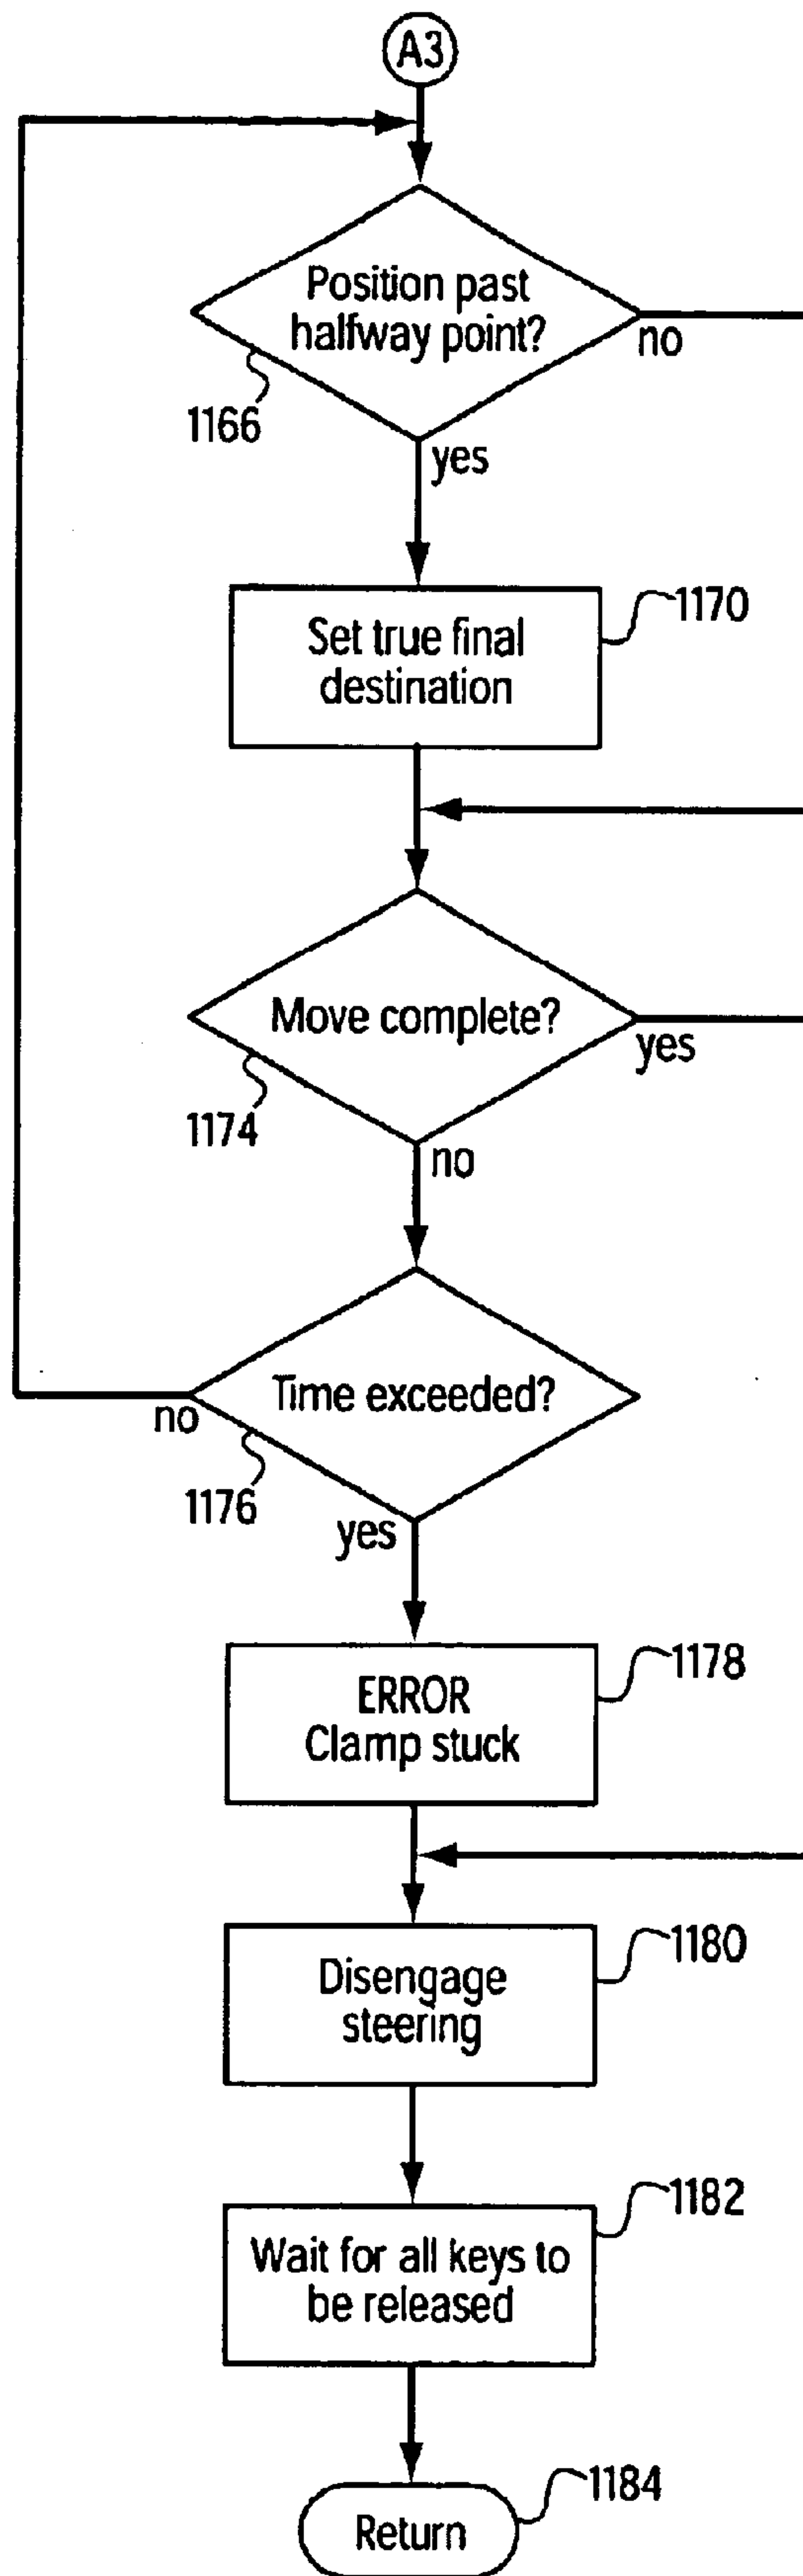 A3
Position past
halfway point?
no
1166
yes
1170
Set true final
destination
Move complete?
yes
1174
no
Time exceeded?
no
1176
yes
1178
ERROR
Clamp stuck
1180
Disengage
steering
1182
Wait for all keys to
be released
1184
Return